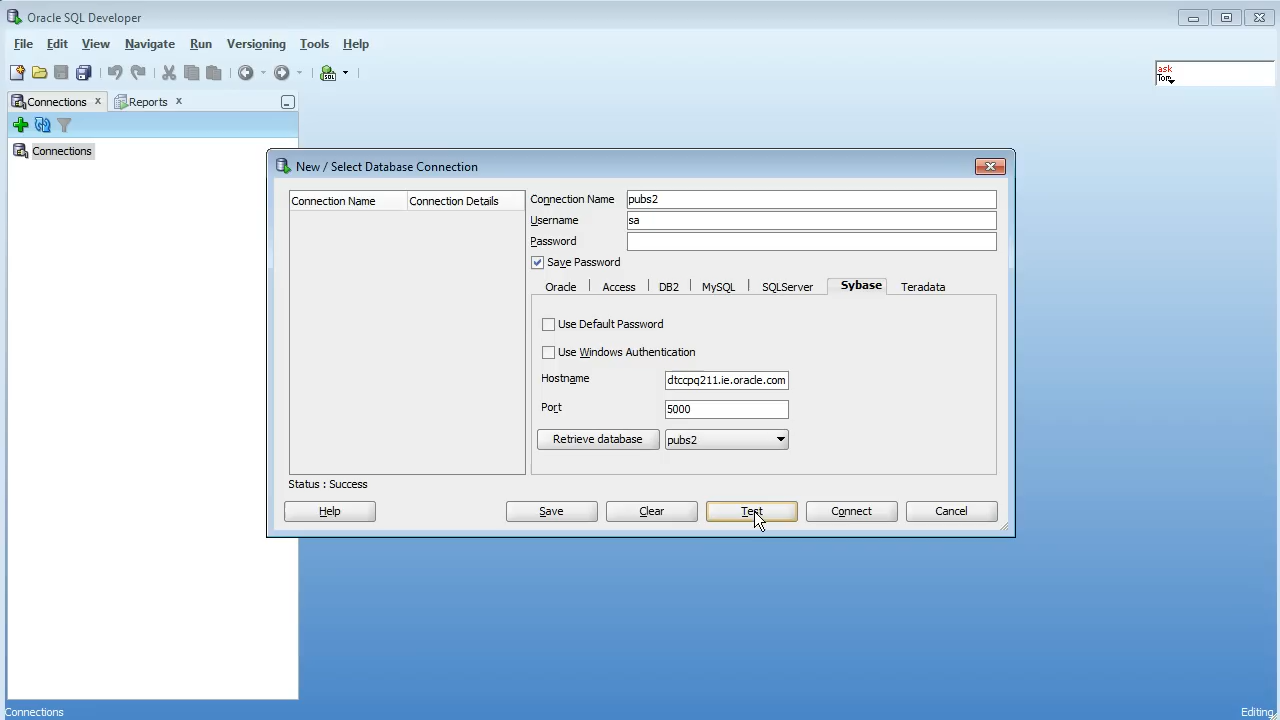 Oracle SQL Developer
File Edit View Navigate Run Versioning Tools Help
SQL
ask
Tom
Connections x Reports x
Connections
New / Select Database Connection
Connection Name Connection Details
Connection Name pubs2
Username sa
Password
Save Password
Oracle Access DB2 MySQL SQLServer Sybase Teradata
Use Default Password
Use Windows Authentication
Hostname dtccpq211.ie.oracle.com
Port 5000
Retrieve database pubs2
Status : Success
Help Save Clear Test Connect Cancel
Connections Editing